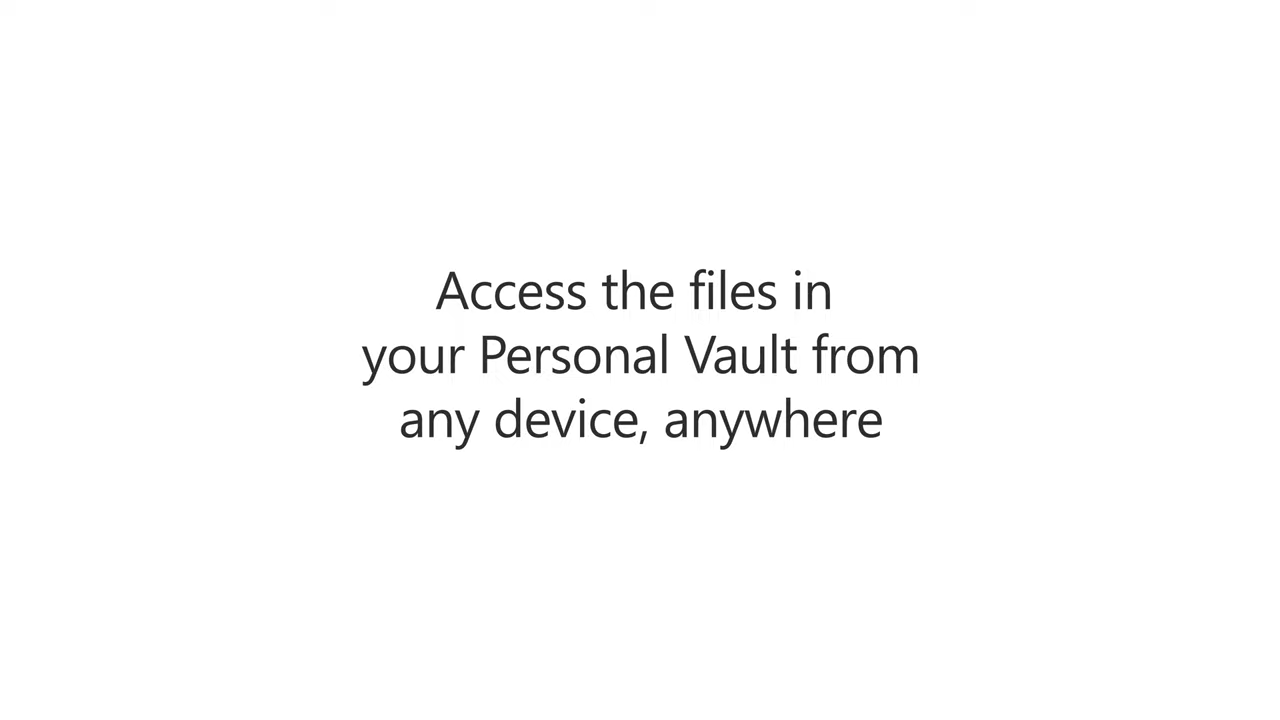 Access the files in
your Personal Vault from
any device, anywhere